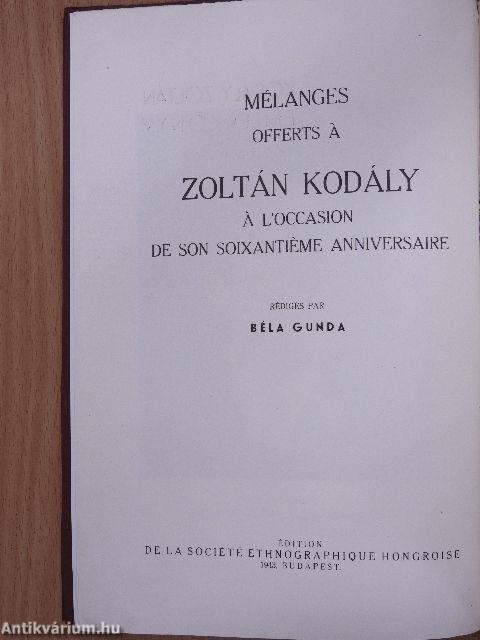 MÉLANGES
OFFERTS À
ZOLTÁN KODÁLY
À L'OCCASION
DE SON SOIXANTIÈME ANNIVERSAIRE
RÉDIGÉS PAR
BÉLA GUNDA
ÉDITION
DE LA SOCIÉTÉ ETHNOGRAPHIQUE HONGROISE
1943, BUDAPEST.
Antikvárium.hu